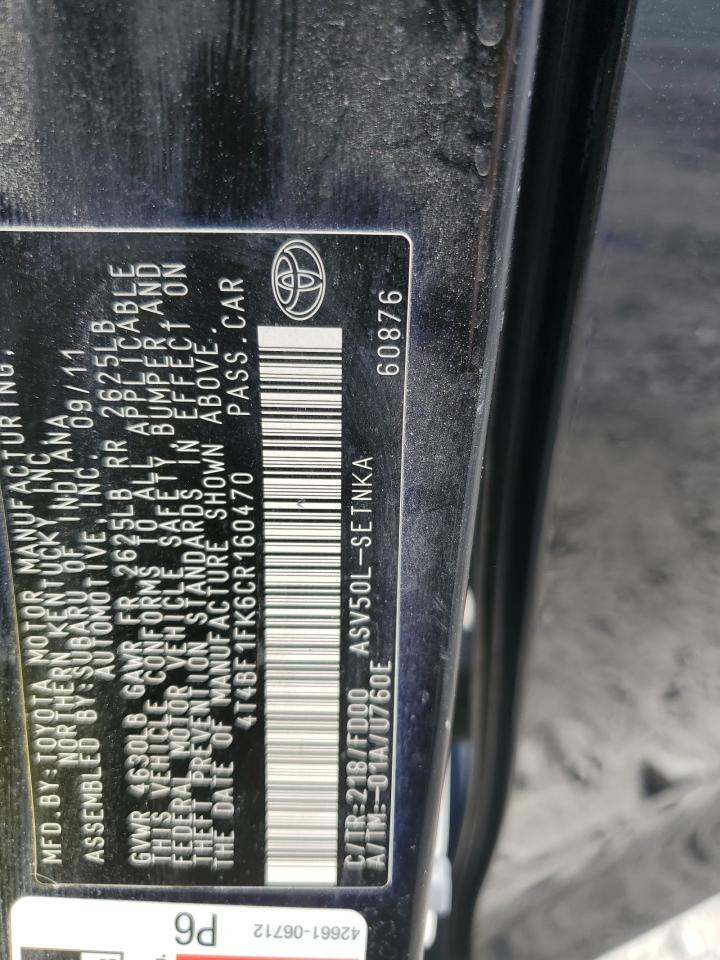 MFD.BY:TOYOTA MOTOR MANUFACTURING,
NORTHERN KENTUCKY INC.
ASSEMBLED BY:SUBARU OF INDIANA
AUTOMOTIVE, INC. 09/11
GVWR 4630LB GAWR FR 2625LB RR 2625LB
THIS VEHICLE CONFORMS TO ALL APPLICABLE
FEDERAL MOTOR VEHICLE SAFETY, BUMPER, AND
THEFT PREVENTION STANDARDS IN EFFECT ON
THE DATE OF MANUFACTURE SHOWN ABOVE.
4T4BF1FK6CR160470 PASS.CAR
C/TR:218/FD00 ASV50L-SETNKA
A/TM:-01A/U760E 60876
42661-06712
P6